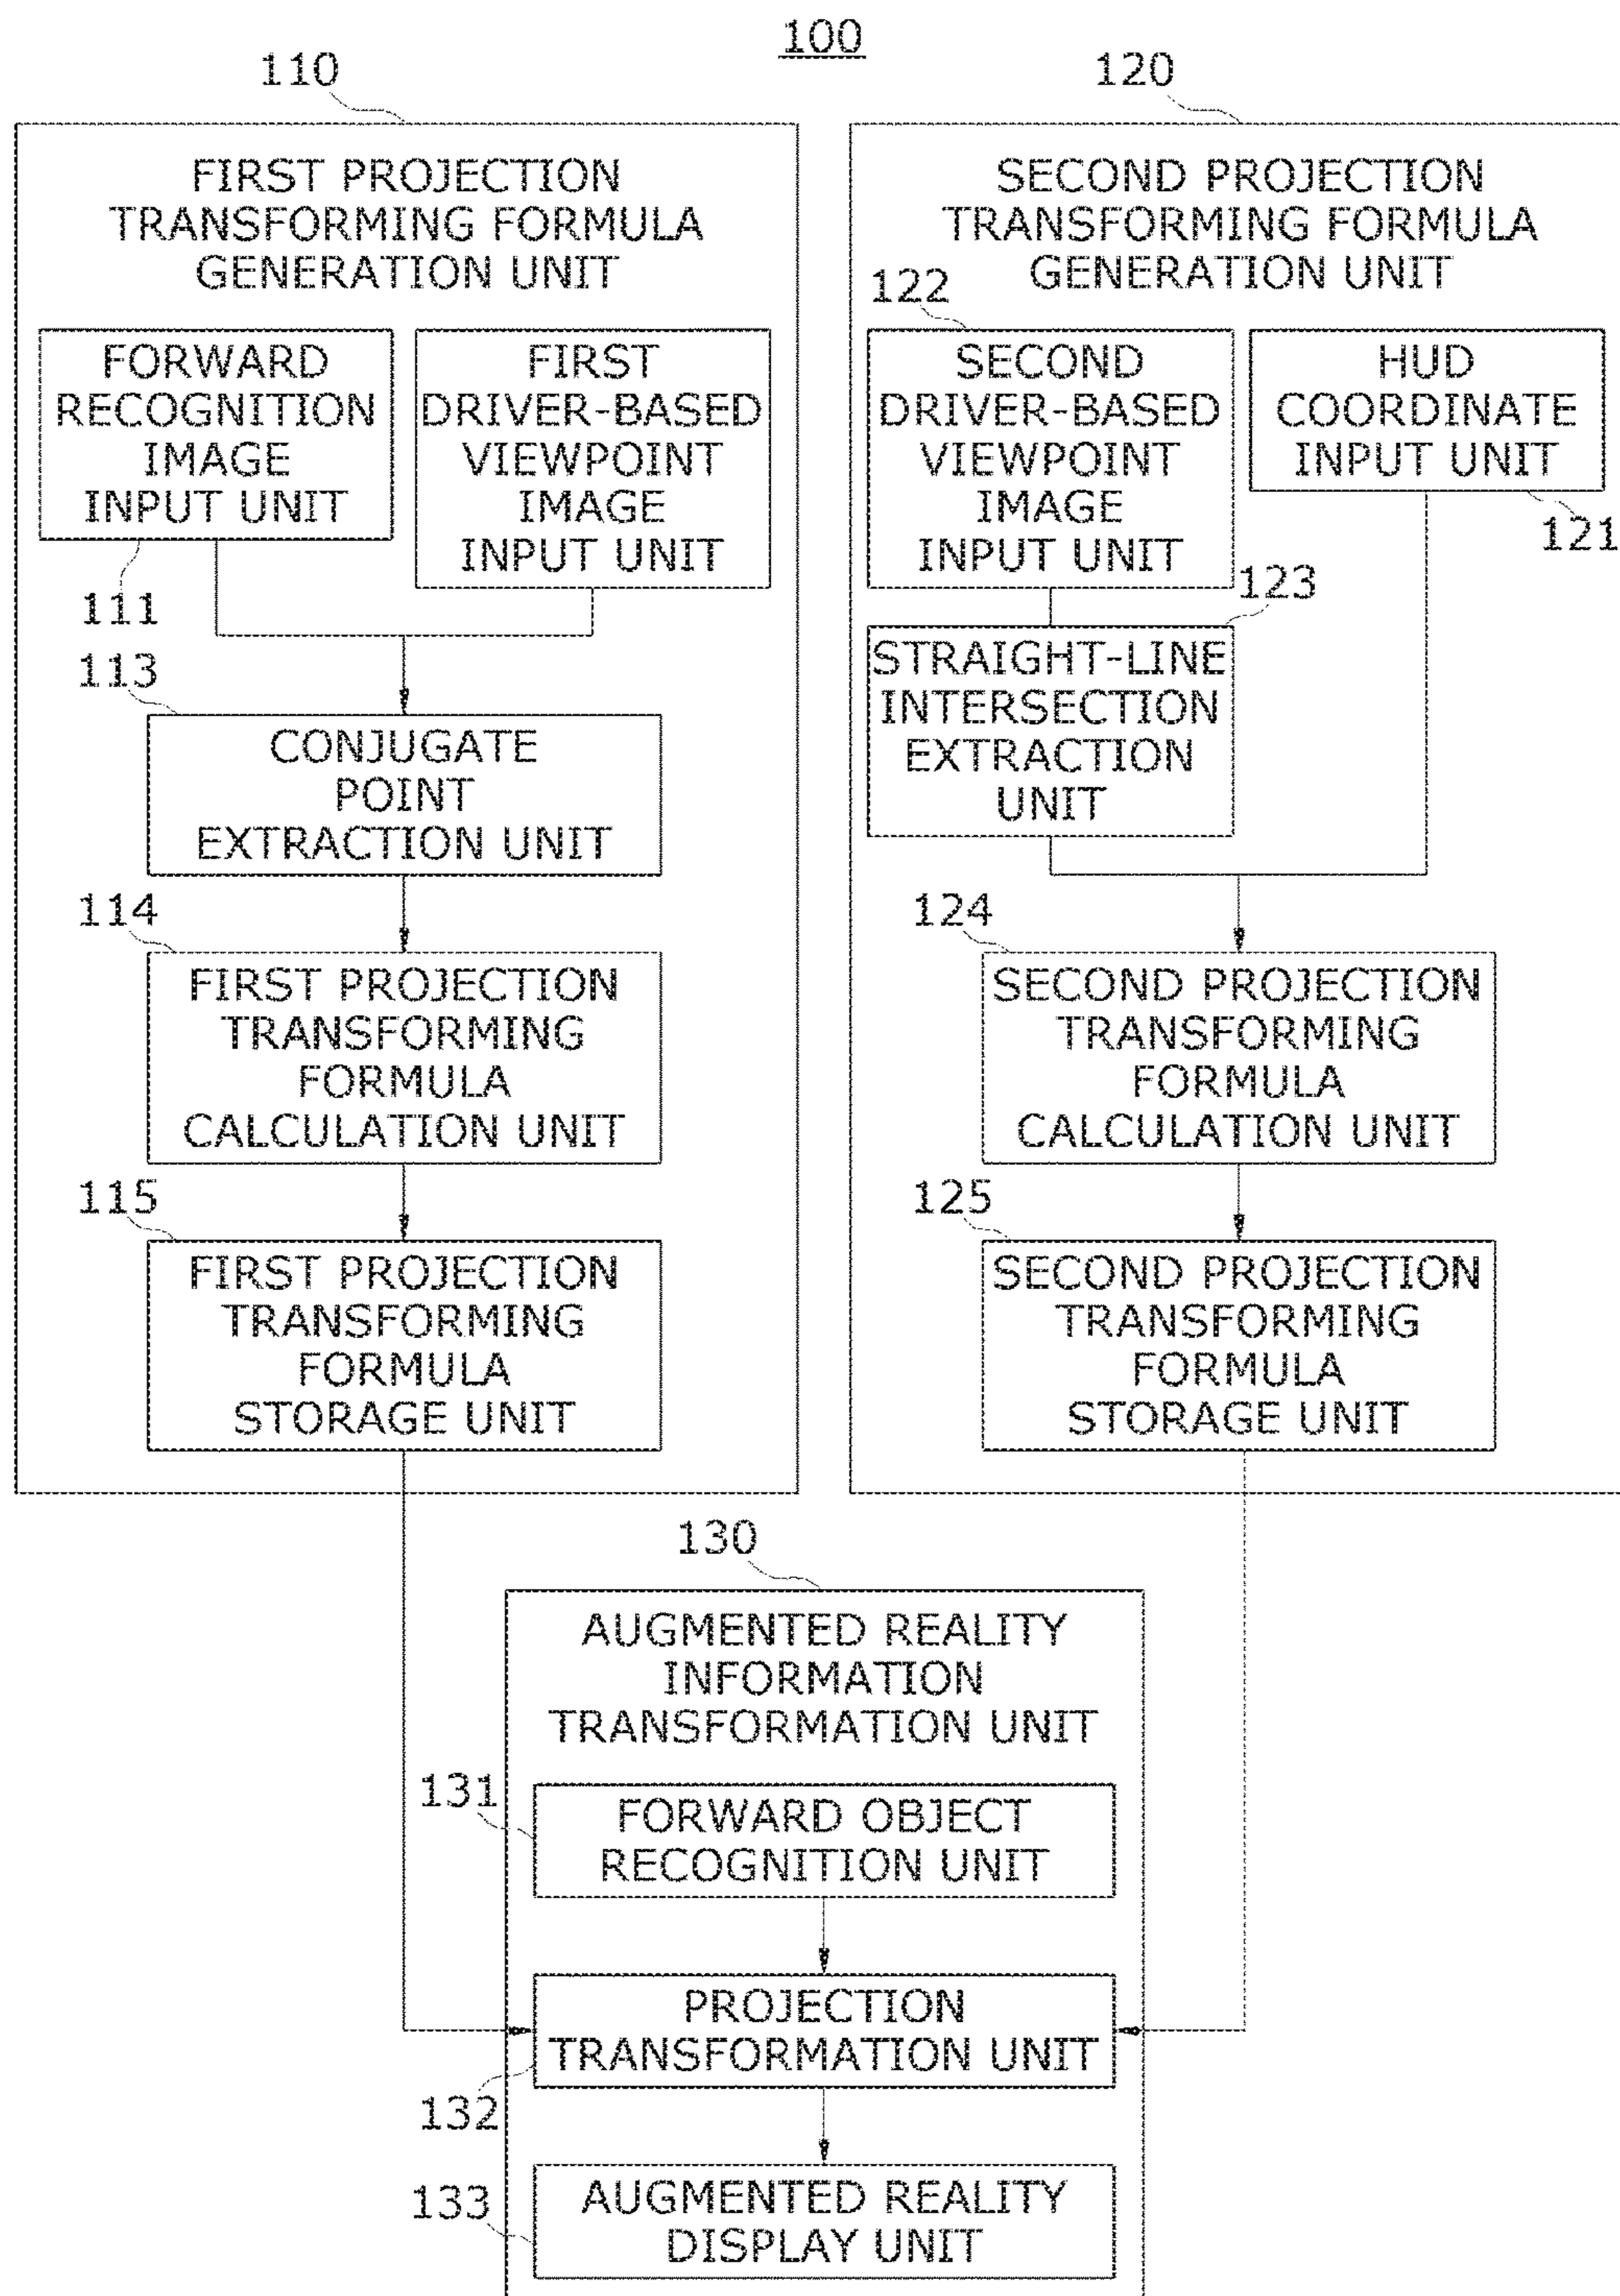 100
110
120
FIRST PROJECTION
TRANSFORMING FORMULA
GENERATION UNIT
FORWARD
RECOGNITION
IMAGE
INPUT UNIT
111
FIRST
DRIVER-BASED
VIEWPOINT
IMAGE
INPUT UNIT
113
CONJUGATE
POINT
EXTRACTION UNIT
114
FIRST PROJECTION
TRANSFORMING
FORMULA
CALCULATION UNIT
115
FIRST PROJECTION
TRANSFORMING
FORMULA
STORAGE UNIT
SECOND PROJECTION
TRANSFORMING FORMULA
GENERATION UNIT
122
SECOND
DRIVER-BASED
VIEWPOINT
IMAGE
INPUT UNIT
HUD
COORDINATE
INPUT UNIT
121
123
STRAIGHT-LINE
INTERSECTION
EXTRACTION
UNIT
124
SECOND PROJECTION
TRANSFORMING
FORMULA
CALCULATION UNIT
125
SECOND PROJECTION
TRANSFORMING
FORMULA
STORAGE UNIT
130
AUGMENTED REALITY
INFORMATION
TRANSFORMATION UNIT
131
FORWARD OBJECT
RECOGNITION UNIT
PROJECTION
TRANSFORMATION UNIT
132
133
AUGMENTED REALITY
DISPLAY UNIT